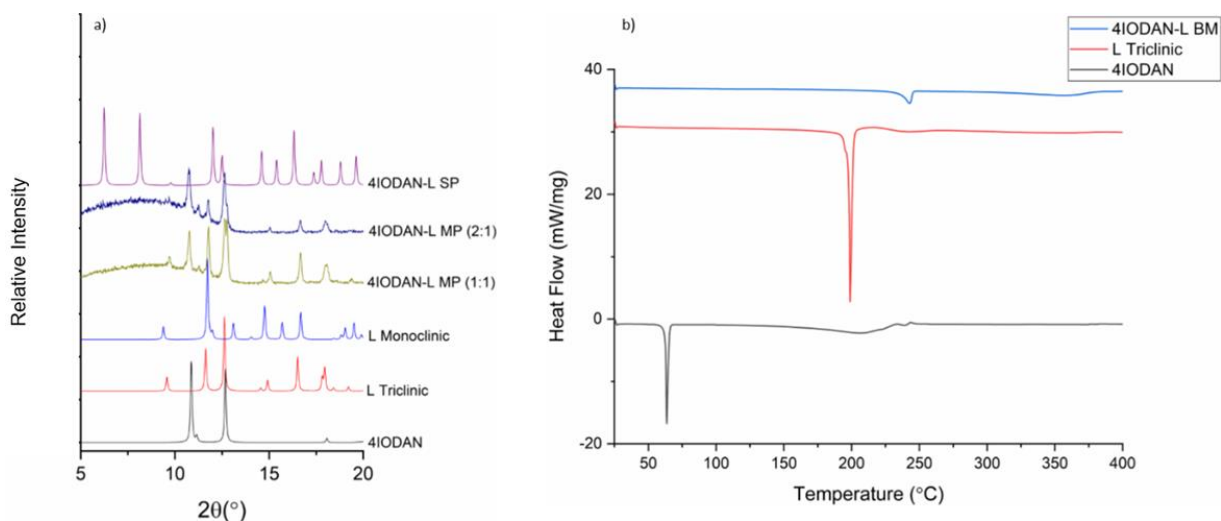 a)
4IODAN-L SP
4IODAN-L MP (2:1)
4IODAN-L MP (1:1)
L Monoclinic
L Triclinic
4IODAN
Relative Intensity
5 10 15 20
2θ(°)
b)
4IODAN-L BM
L Triclinic
4IODAN
40
20
0
-20
Heat Flow (mW/mg)
50 100 150 200 250 300 350 400
Temperature (°C)